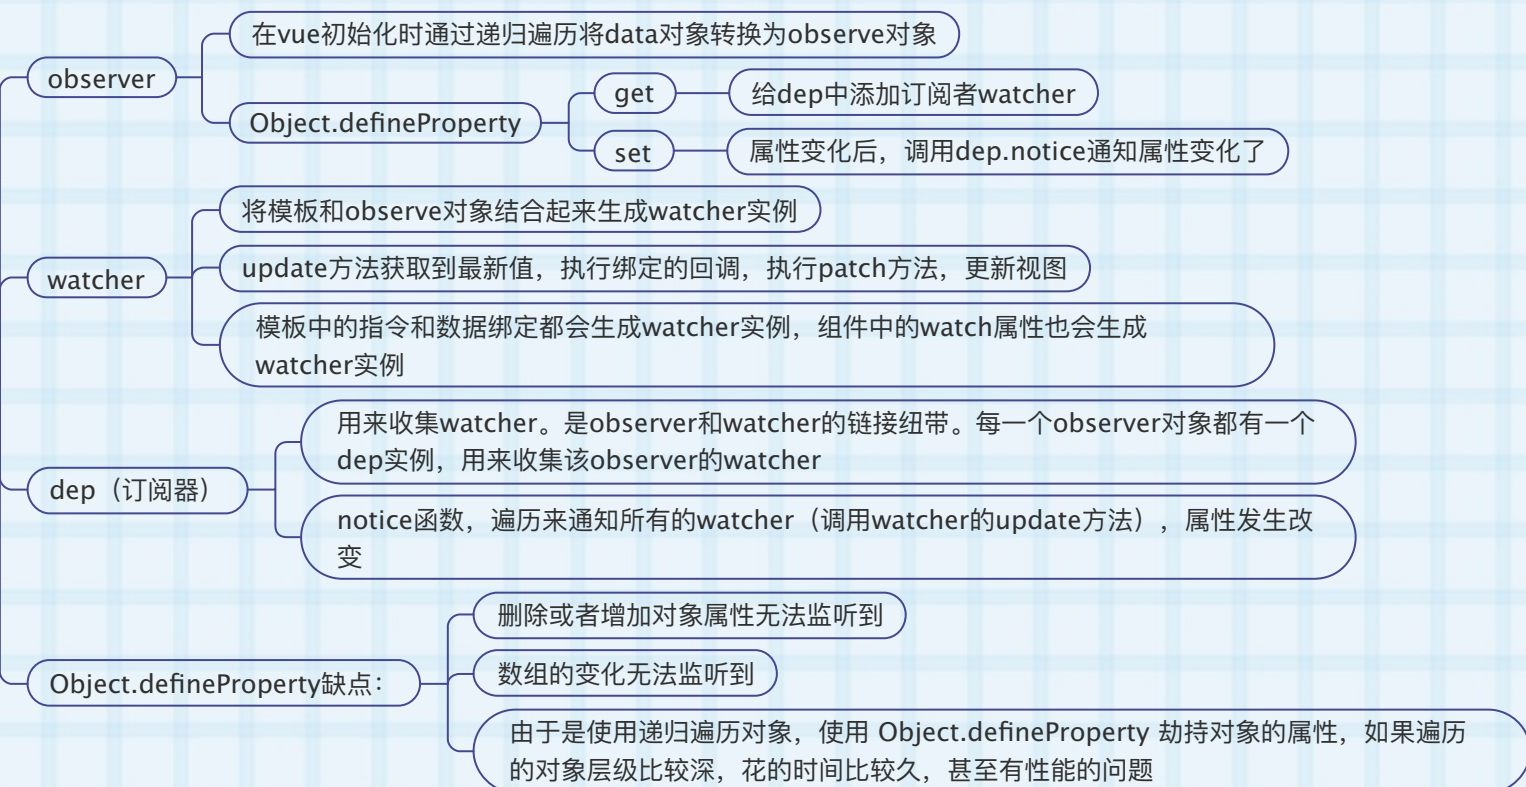 在vue初始化时通过递归遍历将data对象转换为observe对象
observer
Object.defineProperty
get
给dep中添加订阅者watcher
set
属性变化后，调用dep.notice通知属性变化了
将模板和observe对象结合起来生成watcher实例
watcher
update方法获取到最新值，执行绑定的回调，执行patch方法，更新视图
模板中的指令和数据绑定都会生成watcher实例，组件中的watch属性也会生成
watcher实例
用来收集watcher。是observer和watcher的链接纽带。每一个observer对象都有一个
dep实例，用来收集该observer的watcher
dep（订阅器）
notice函数，遍历来通知所有的watcher（调用watcher的update方法），属性发生改
变
删除或者增加对象属性无法监听到
Object.defineProperty缺点：
数组的变化无法监听到
由于是使用递归遍历对象，使用 Object.defineProperty 劫持对象的属性，如果遍历
的对象层级比较深，花的时间比较久，甚至有性能的问题